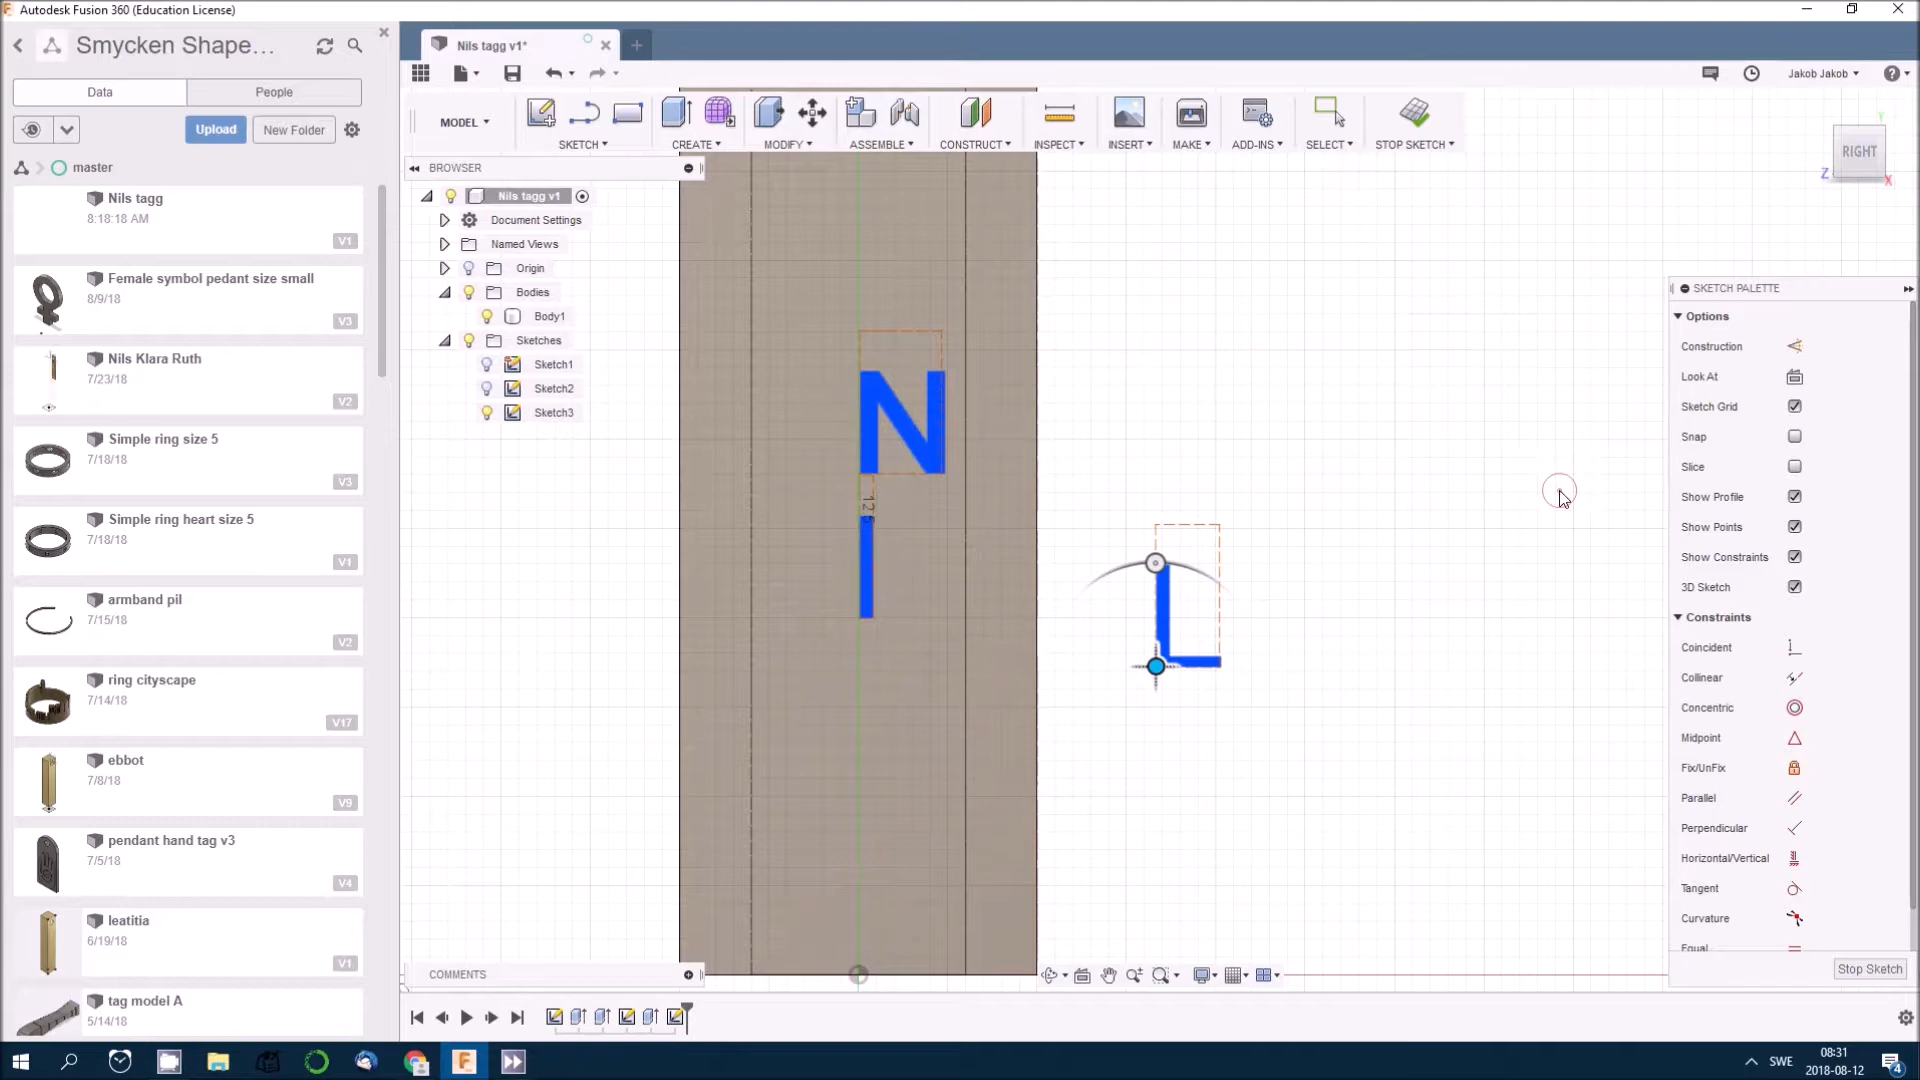 Autodesk Fusion 360 (Education License)
Smycken Shape...
Data
People
Upload
New Folder
master
Nils tagg
8:18:18 AM
V1
Female symbol pedant size small
8/9/18
V3
Nils Klara Ruth
7/23/18
V2
Simple ring size 5
7/18/18
V3
Simple ring heart size 5
7/18/18
V1
armband pil
7/15/18
V2
ring cityscape
7/14/18
V17
ebbot
7/8/18
V9
pendant hand tag v3
7/5/18
V4
leatitia
6/19/18
V1
tag model A
5/14/18
Nils tagg v1*
Jakob Jakob
MODEL
SKETCH
CREATE
MODIFY
ASSEMBLE
CONSTRUCT
INSPECT
INSERT
MAKE
ADD-INS
SELECT
STOP SKETCH
BROWSER
Nils tagg v1
Document Settings
Named Views
Origin
Bodies
Body1
Sketches
Sketch1
Sketch2
Sketch3
N
I
L
RIGHT
Y
Z
X
SKETCH PALETTE
Options
Construction
Look At
Sketch Grid
Snap
Slice
Show Profile
Show Points
Show Constraints
3D Sketch
Constraints
Coincident
Collinear
Concentric
Midpoint
Fix/UnFix
Parallel
Perpendicular
Horizontal/Vertical
Tangent
Curvature
Equal
Stop Sketch
COMMENTS
SWE
08:31
2018-08-12
4